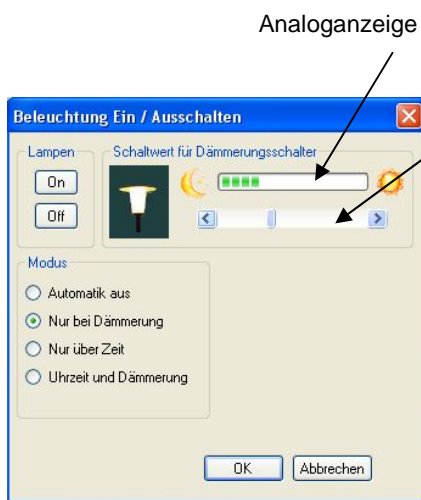 Analoganzeige
Beleuchtung Ein / Ausschalten
Lampen
Schaltwert für Dämmerungsschalter
On
Off
Modus
Automatik aus
Nur bei Dämmerung
Nur über Zeit
Uhrzeit und Dämmerung
OK
Abbrechen